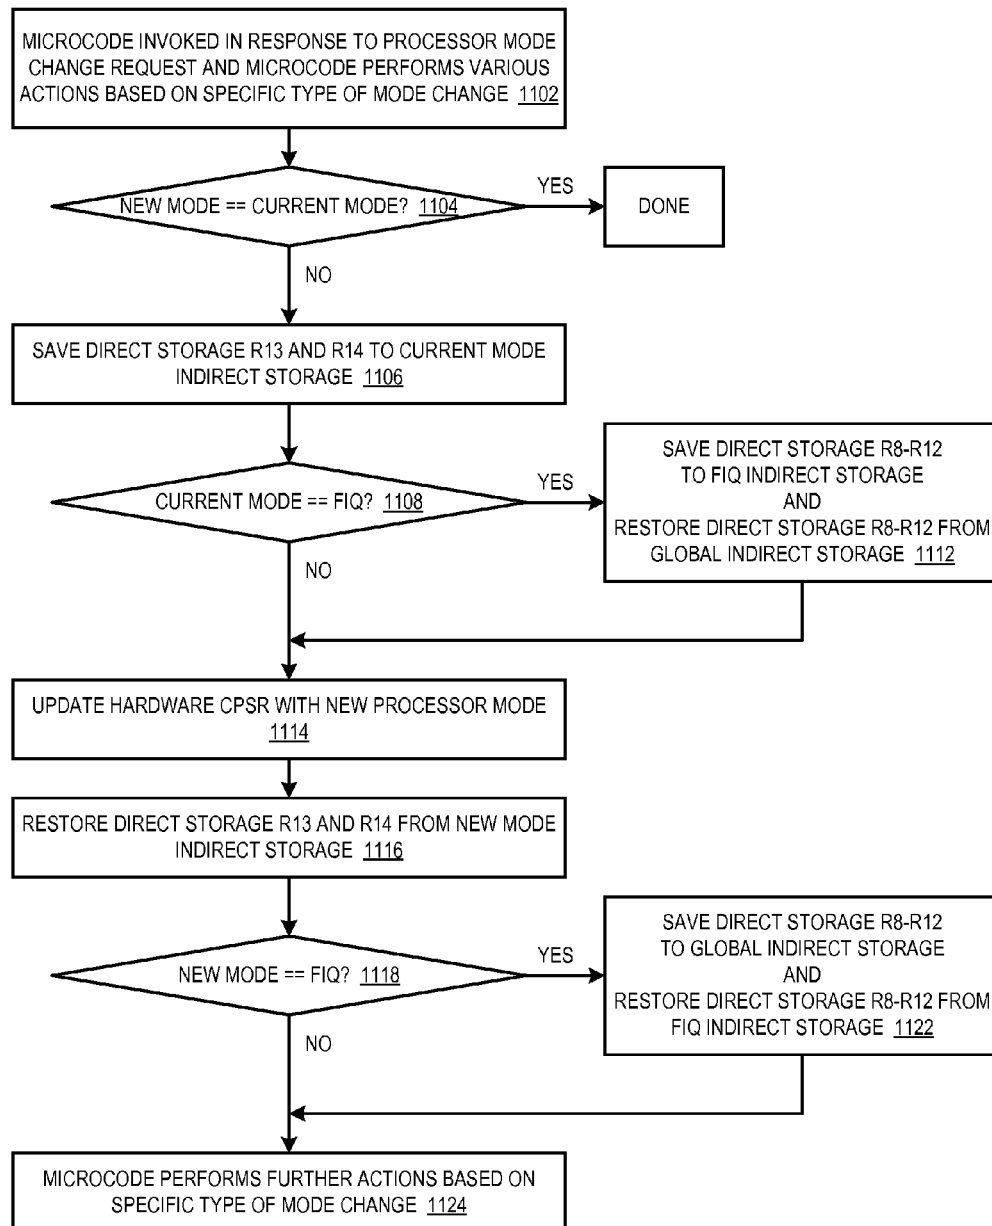 MICROCODE INVOKED IN RESPONSE TO PROCESSOR MODE
CHANGE REQUEST AND MICROCODE PERFORMS VARIOUS
ACTIONS BASED ON SPECIFIC TYPE OF MODE CHANGE 1102
NEW MODE == CURRENT MODE? 1104
YES
DONE
NO
SAVE DIRECT STORAGE R13 AND R14 TO CURRENT MODE
INDIRECT STORAGE 1106
CURRENT MODE == FIQ? 1108
YES
SAVE DIRECT STORAGE R8-R12
TO FIQ INDIRECT STORAGE
AND
RESTORE DIRECT STORAGE R8-R12 FROM
GLOBAL INDIRECT STORAGE 1112
NO
UPDATE HARDWARE CPSR WITH NEW PROCESSOR MODE
1114
RESTORE DIRECT STORAGE R13 AND R14 FROM NEW MODE
INDIRECT STORAGE 1116
NEW MODE == FIQ? 1118
YES
SAVE DIRECT STORAGE R8-R12
TO GLOBAL INDIRECT STORAGE
AND
RESTORE DIRECT STORAGE R8-R12 FROM
FIQ INDIRECT STORAGE 1122
NO
MICROCODE PERFORMS FURTHER ACTIONS BASED ON
SPECIFIC TYPE OF MODE CHANGE 1124